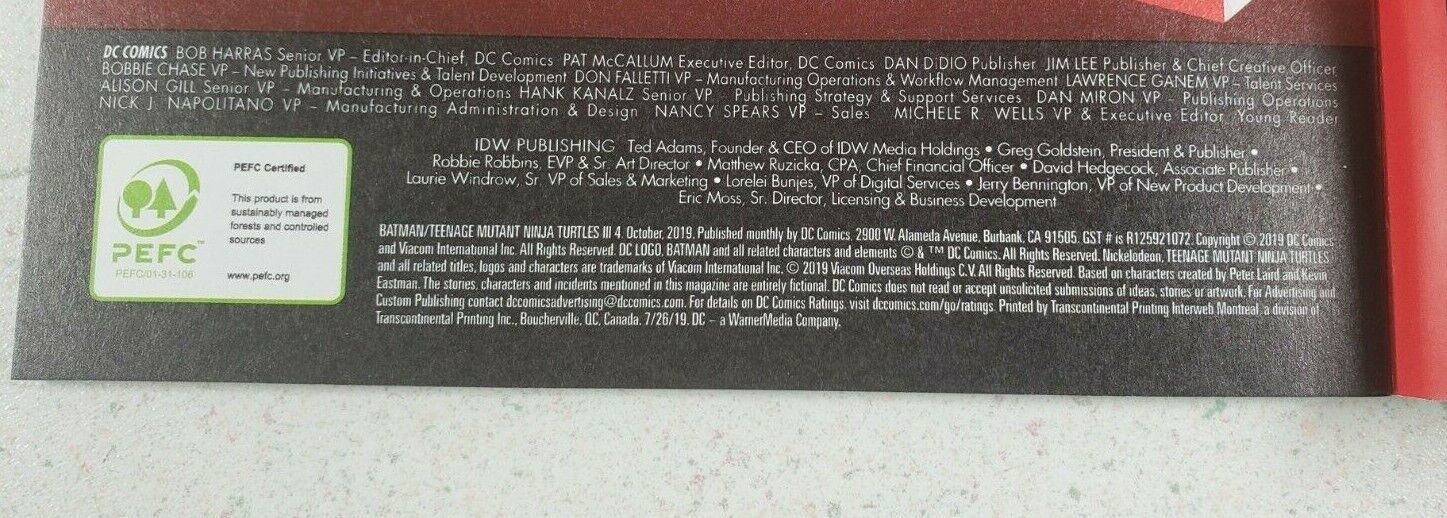 DC COMICS BOB HARRAS Senior VP – Editor-in-Chief, DC Comics PAT McCALLUM Executive Editor, DC Comics DAN DiDIO Publisher JIM LEE Publisher & Chief Creative Officer
BOBBIE CHASE VP – New Publishing Initiatives & Talent Development DON FALLETTI VP – Manufacturing Operations & Workflow Management LAWRENCE GANEM VP – Talent Services
ALISON GILL Senior VP – Manufacturing & Operations HANK KANALZ Senior VP – Publishing Strategy & Support Services DAN MIRON VP – Publishing Operations
NICK J. NAPOLITANO VP – Manufacturing Administration & Design NANCY SPEARS VP – Sales MICHELE R. WELLS VP & Executive Editor, Young Reader
PEFC Certified
This product is from
sustainably managed
forests and controlled
sources
www.pefc.org
PEFC™
PEFC/01-31-106
IDW PUBLISHING Ted Adams, Founder & CEO of IDW Media Holdings • Greg Goldstein, President & Publisher •
Robbie Robbins, EVP & Sr. Art Director • Matthew Ruzicka, CPA, Chief Financial Officer • David Hedgecock, Associate Publisher •
Laurie Windrow, Sr. VP of Sales & Marketing • Lorelei Bunjes, VP of Digital Services • Jerry Bennington, VP of New Product Development •
Eric Moss, Sr. Director, Licensing & Business Development
BATMAN/TEENAGE MUTANT NINJA TURTLES III 4. October, 2019. Published monthly by DC Comics, 2900 W. Alameda Avenue, Burbank, CA 91505. GST # is R125921072. Copyright © 2019 DC Comics
and Viacom International Inc. All Rights Reserved. DC LOGO, BATMAN and all related characters and elements © & ™ DC Comics. All Rights Reserved. Nickelodeon, TEENAGE MUTANT NINJA TURTLES
and all related titles, logos and characters are trademarks of Viacom International Inc. © 2019 Viacom Overseas Holdings C.V. All Rights Reserved. Based on characters created by Peter Laird and Kevin
Eastman. The stories, characters and incidents mentioned in this magazine are entirely fictional. DC Comics does not read or accept unsolicited submissions of ideas, stories or artwork. For Advertising and
Custom Publishing contact dccomicsadvertising@dccomics.com. For details on DC Comics Ratings, visit dccomics.com/go/ratings. Printed by Transcontinental Printing Interweb Montreal, a division of
Transcontinental Printing Inc., Boucherville, QC, Canada. 7/26/19. DC – a WarnerMedia Company.